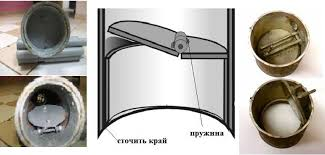 пружина
сточить край